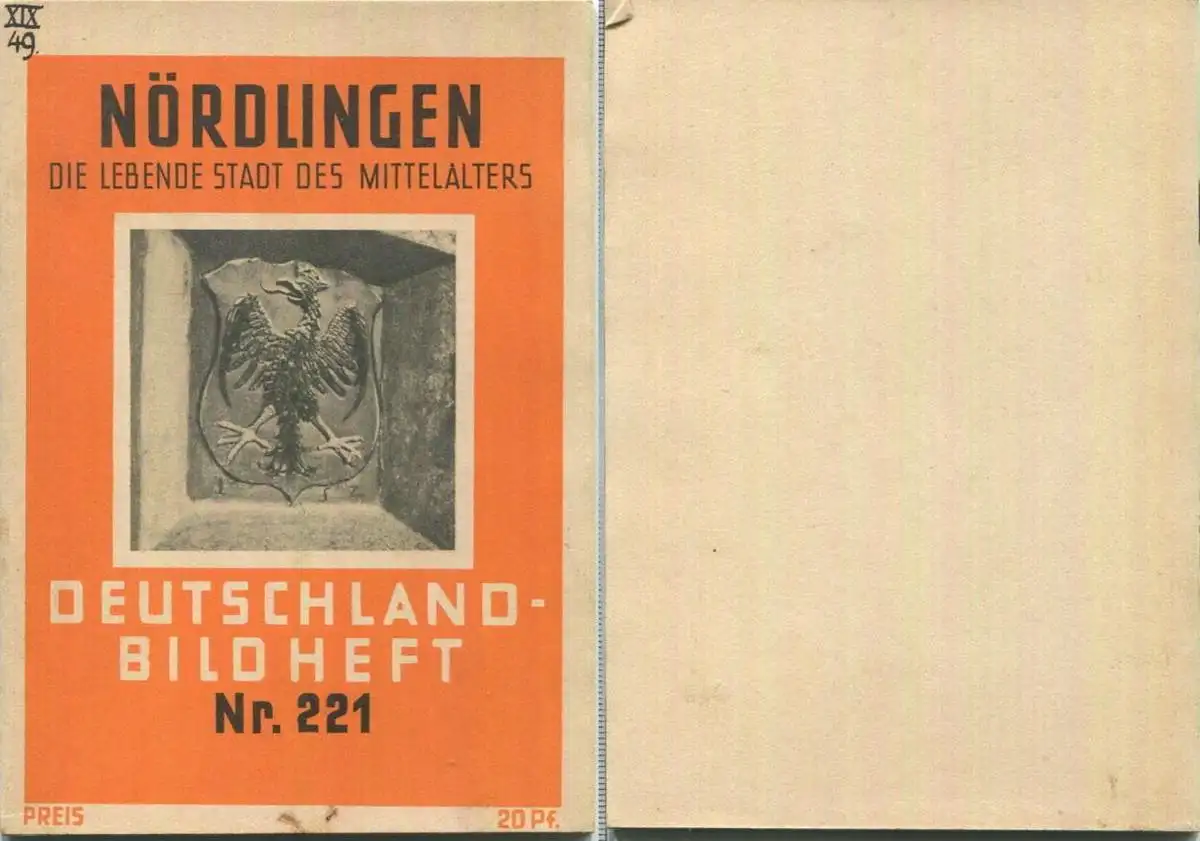 XIX
49.
NÖRDLINGEN
DIE LEBENDE STADT DES MITTELALTERS
DEUTSCHLAND-
BILDHEFT
Nr. 221
PREIS 20 Pf.